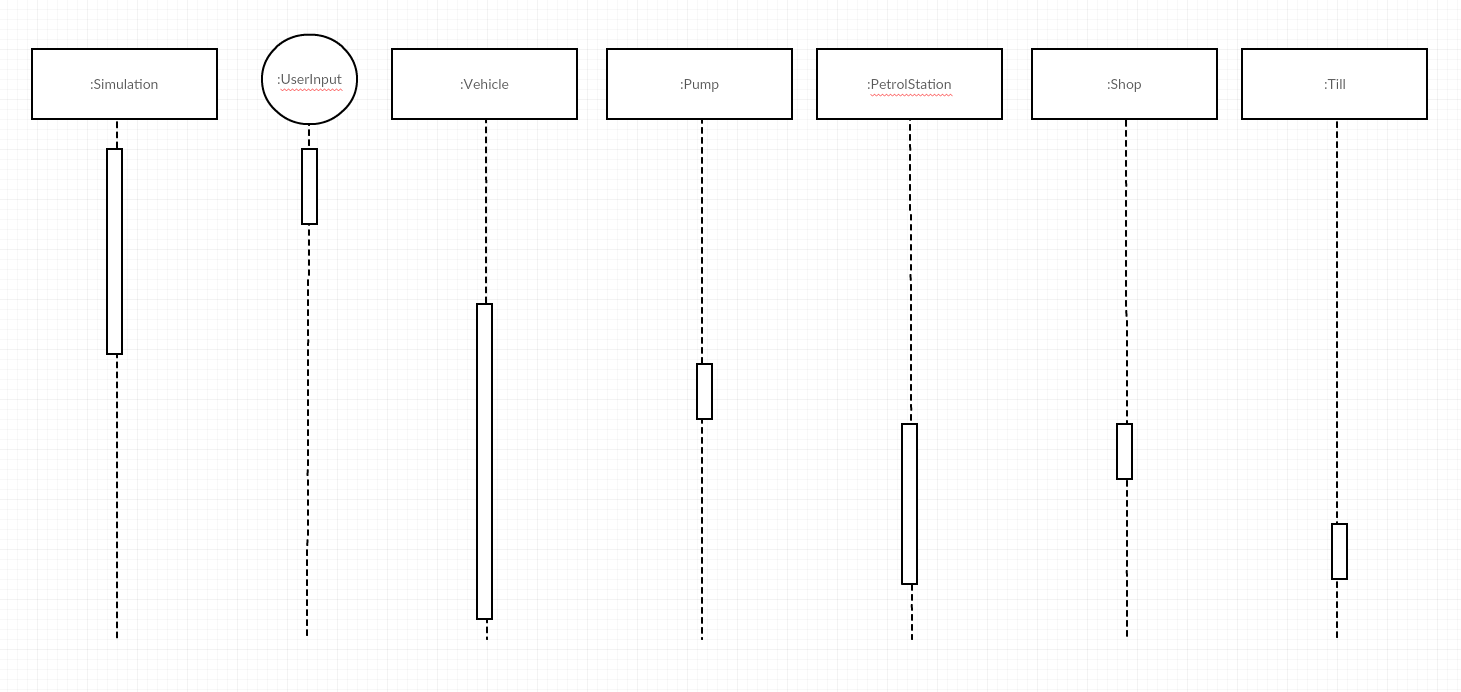 :Simulation
:UserInput
:Vehicle
:Pump
:PetrolStation
:Shop
:Till